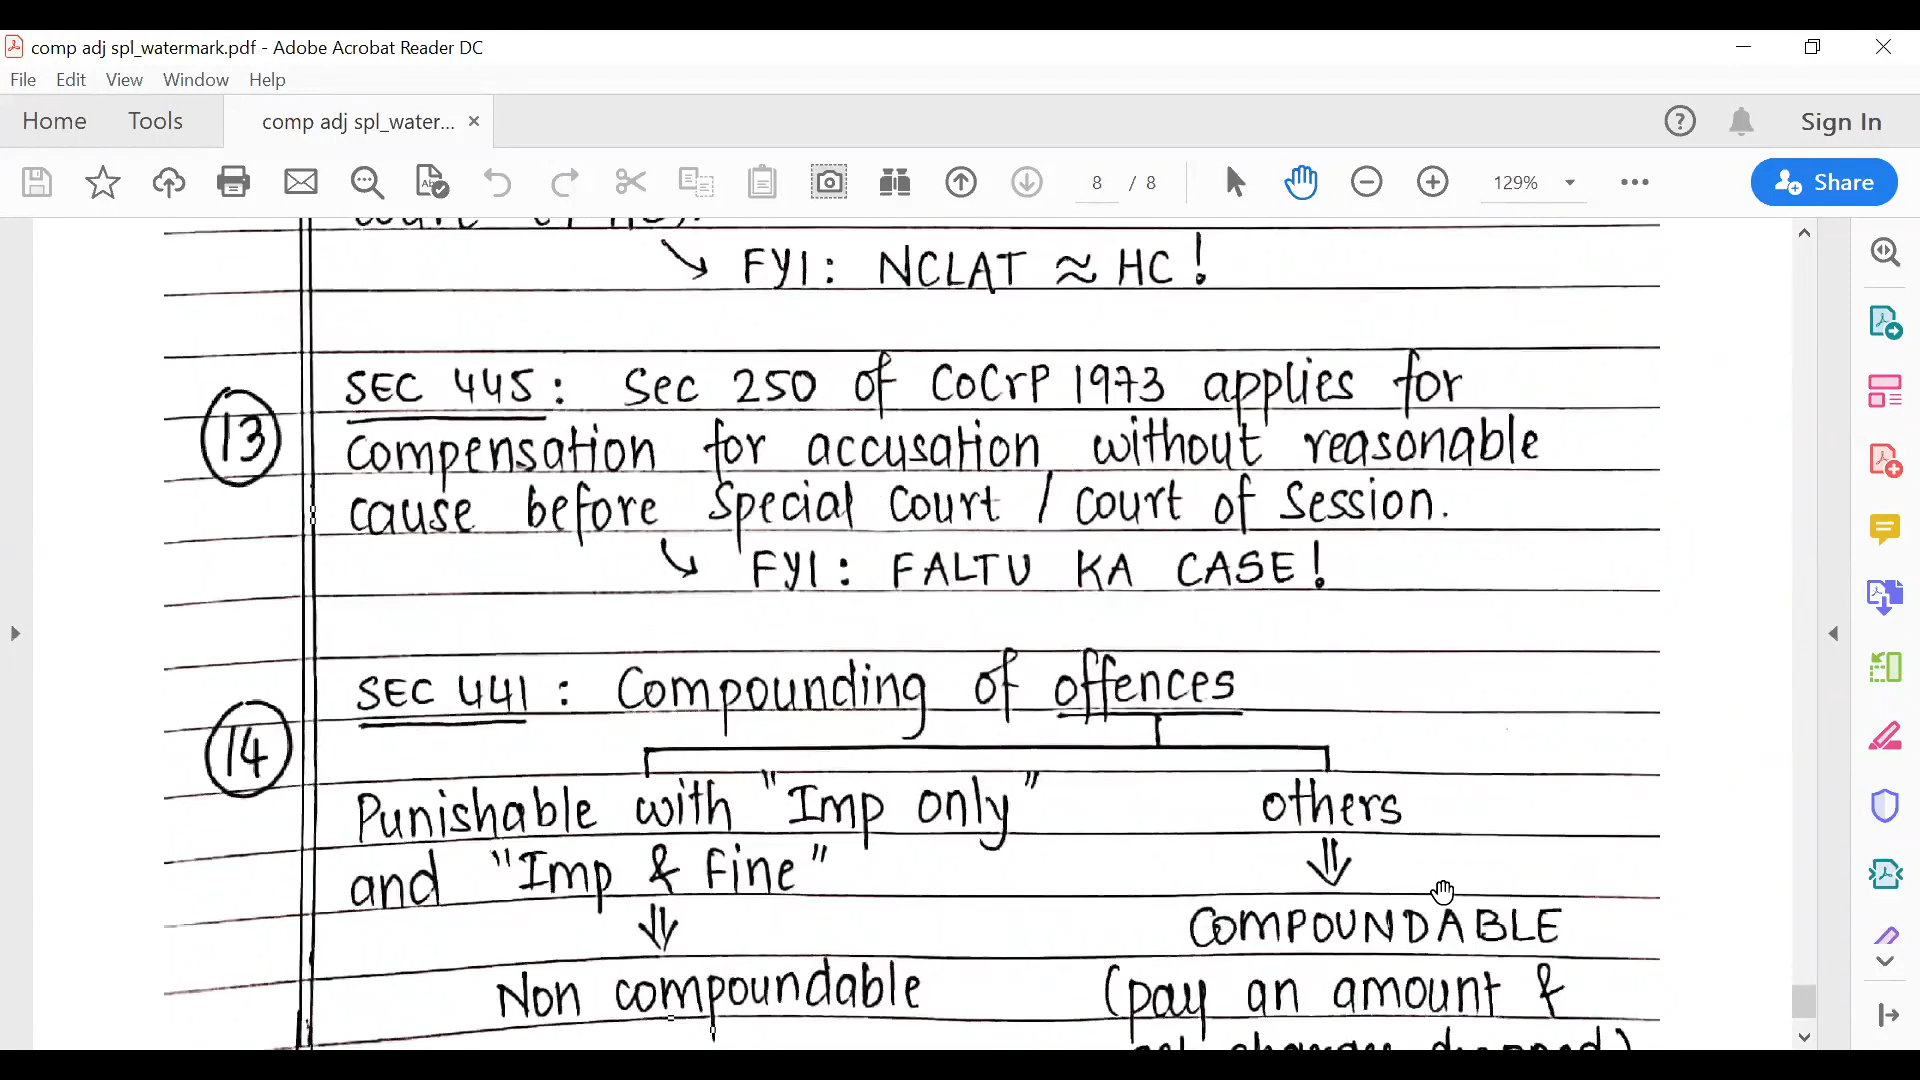 comp adj spl_watermark.pdf - Adobe Acrobat Reader DC
File Edit View Window Help
Home Tools comp adj spl_water... × Sign In
8 / 8 129% Share
FYI: NCLAT ≈ HC!
13 SEC 445: Sec 250 of CoCrP 1973 applies for
compensation for accusation without reasonable
cause before Special Court / Court of Session.
FYI: FALTU KA CASE!
14 SEC 441: Compounding of offences
Punishable with "Imp only" others
and "Imp & Fine"
COMPOUNDABLE
Non compoundable (pay an amount &